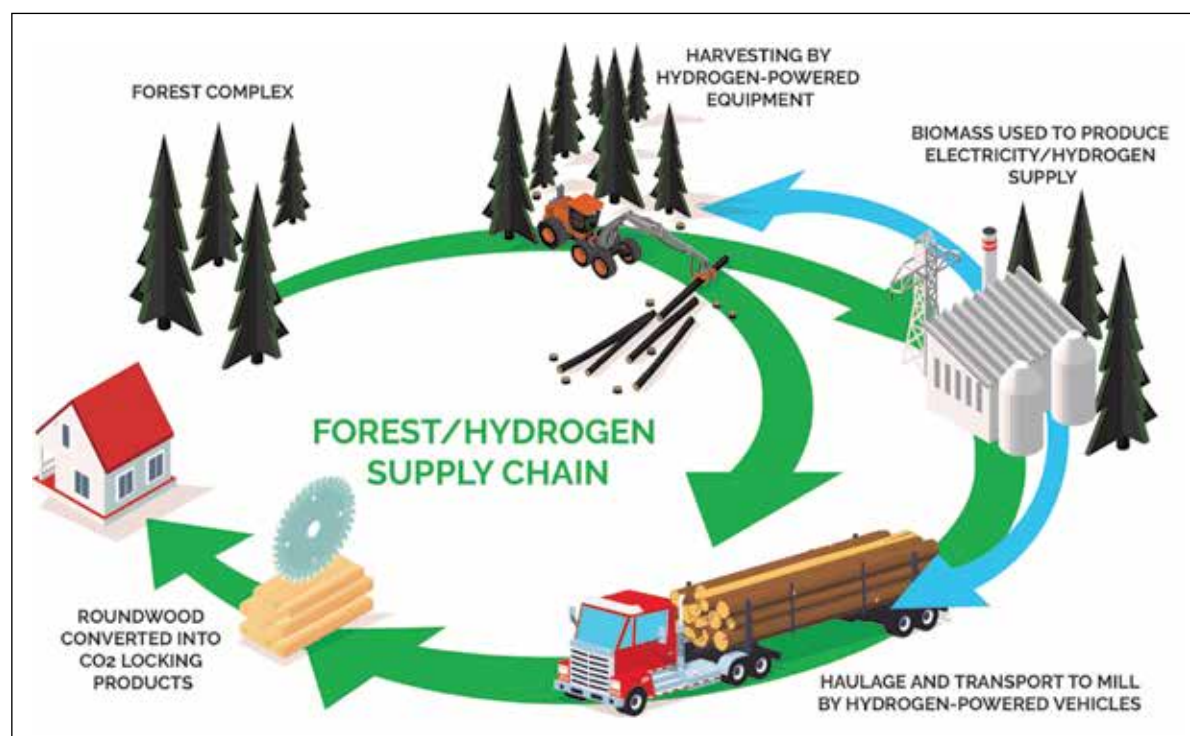 FOREST COMPLEX
HARVESTING BY
HYDROGEN-POWERED
EQUIPMENT
BIOMASS USED TO PRODUCE
ELECTRICITY/HYDROGEN
SUPPLY
FOREST/HYDROGEN
SUPPLY CHAIN
ROUNDWOOD
CONVERTED INTO
CO2 LOCKING
PRODUCTS
HAULAGE AND TRANSPORT TO MILL
BY HYDROGEN-POWERED VEHICLES